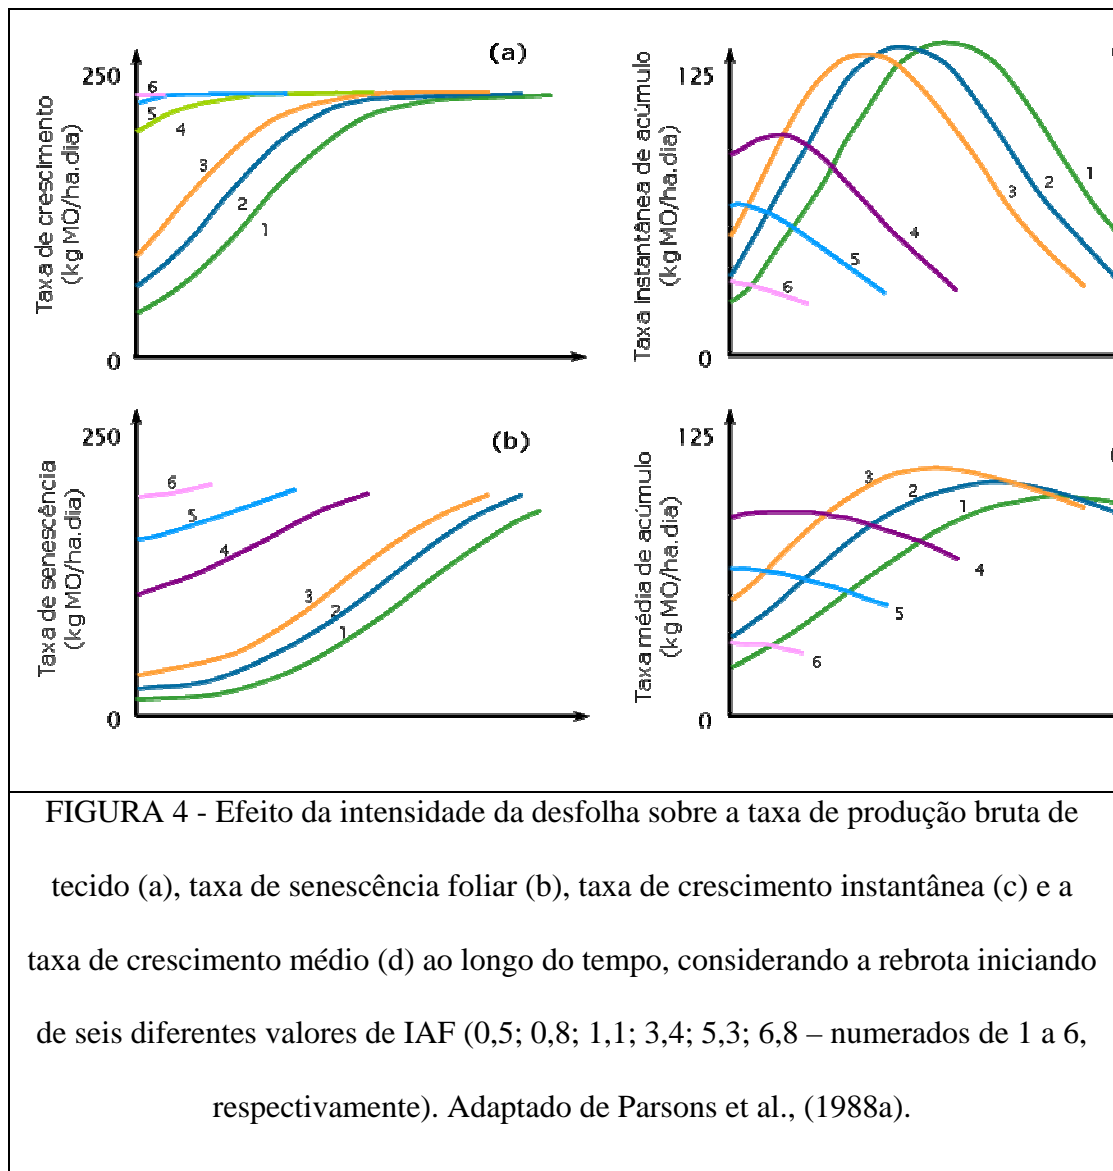 (a)
250
Taxa de crescimento
(kg MO/ha.dia)
0
6
5
4
3
2
1
125
Taxa instantânea de acúmulo
(kg MO/ha.dia)
0
1
2
3
4
5
6
(b)
250
Taxa de senescência
(kg MO/ha.dia)
0
6
5
4
3
2
1
125
Taxa média de acúmulo
(kg MO/ha.dia)
0
3
2
1
4
5
6
FIGURA 4 - Efeito da intensidade da desfolha sobre a taxa de produção bruta de
tecido (a), taxa de senescência foliar (b), taxa de crescimento instantânea (c) e a
taxa de crescimento médio (d) ao longo do tempo, considerando a rebrota iniciando
de seis diferentes valores de IAF (0,5; 0,8; 1,1; 3,4; 5,3; 6,8 – numerados de 1 a 6,
respectivamente). Adaptado de Parsons et al., (1988a).